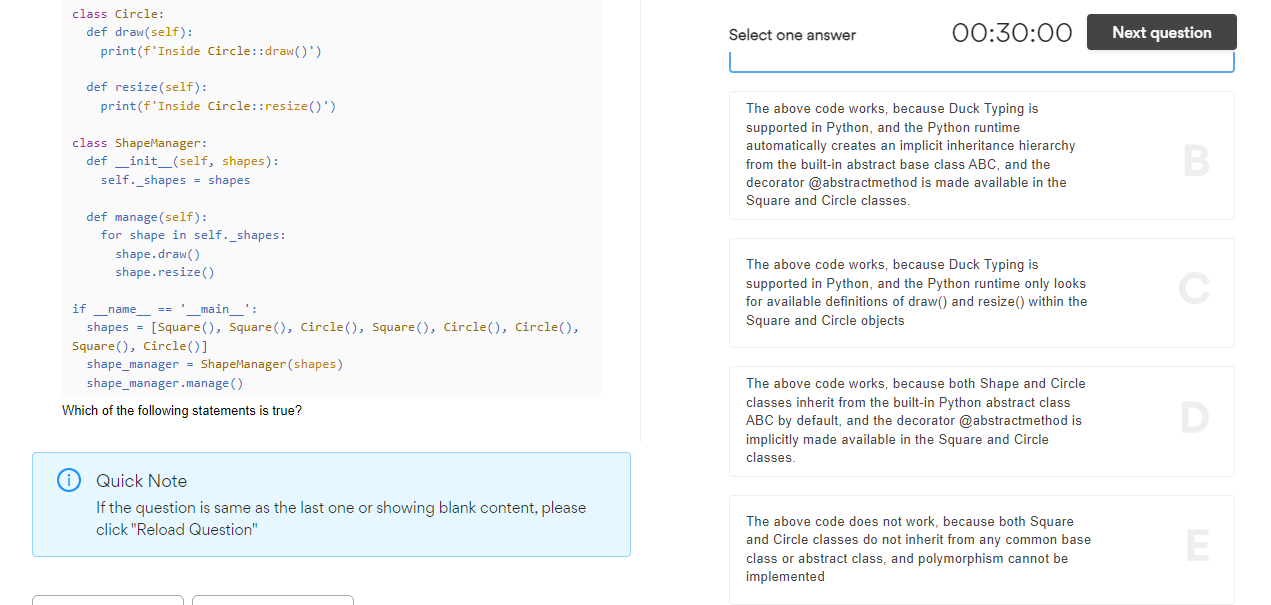 class Circle:
  def draw(self):
    print(f'Inside Circle::draw()')

  def resize(self):
    print(f'Inside Circle::resize()')

class ShapeManager:
  def __init__(self, shapes):
    self._shapes = shapes

  def manage(self):
    for shape in self._shapes:
      shape.draw()
      shape.resize()

if __name__ == '__main__':
  shapes = [Square(), Square(), Circle(), Square(), Circle(), Circle(),
Square(), Circle()]
  shape_manager = ShapeManager(shapes)
  shape_manager.manage()
Which of the following statements is true?
Quick Note
If the question is same as the last one or showing blank content, please
click "Reload Question"
Select one answer
00:30:00
Next question
The above code works, because Duck Typing is
supported in Python, and the Python runtime
automatically creates an implicit inheritance hierarchy
from the built-in abstract base class ABC, and the
decorator @abstractmethod is made available in the
Square and Circle classes.
B
The above code works, because Duck Typing is
supported in Python, and the Python runtime only looks
for available definitions of draw() and resize() within the
Square and Circle objects
C
The above code works, because both Shape and Circle
classes inherit from the built-in Python abstract class
ABC by default, and the decorator @abstractmethod is
implicitly made available in the Square and Circle
classes.
D
The above code does not work, because both Square
and Circle classes do not inherit from any common base
class or abstract class, and polymorphism cannot be
implemented
E